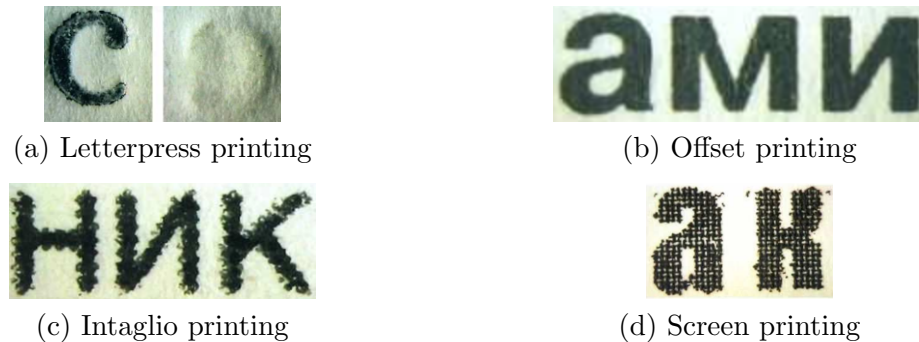 с
ами
(a) Letterpress printing
(b) Offset printing
ник
ак
(c) Intaglio printing
(d) Screen printing